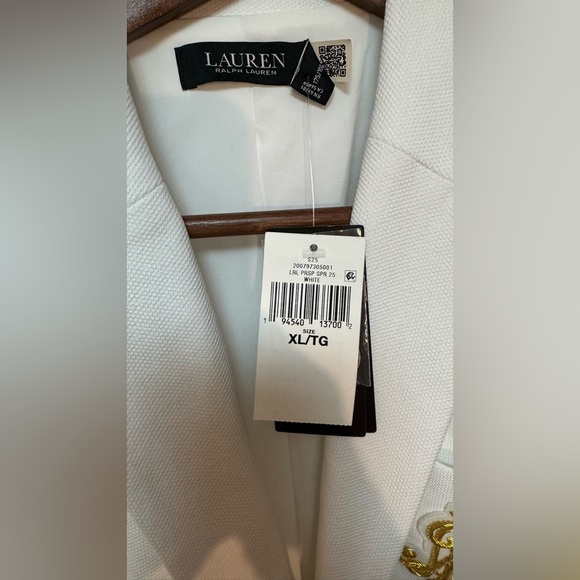 LAUREN
RALPH LAUREN
S25
200797305001
LRL PRSP SPR 25
WHITE
1 94540 13700 2
SIZE
XL/TG